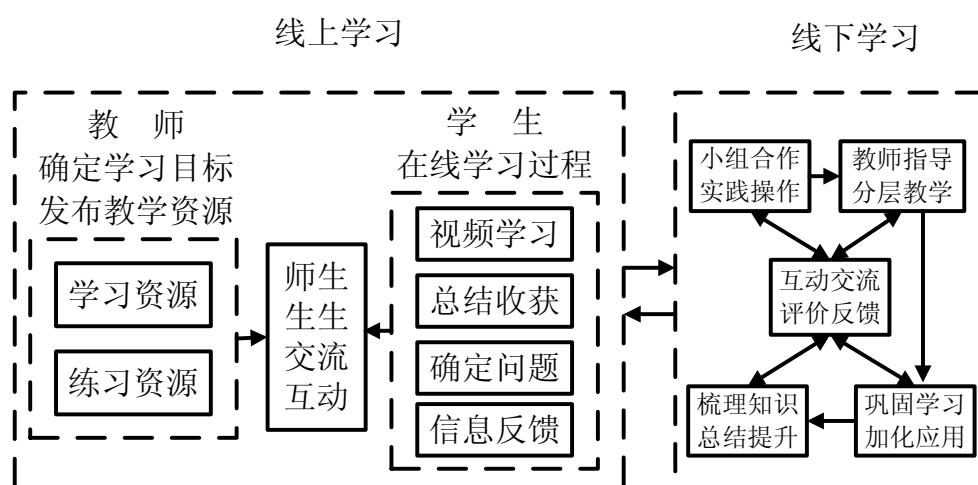 线上学习
线下学习
教 师
确定学习目标
发布教学资源
学习资源
练习资源
师生
生生
交流
互动
学 生
在线学习过程
视频学习
总结收获
确定问题
信息反馈
小组合作
实践操作
教师指导
分层教学
互动交流
评价反馈
梳理知识
总结提升
巩固学习
加化应用